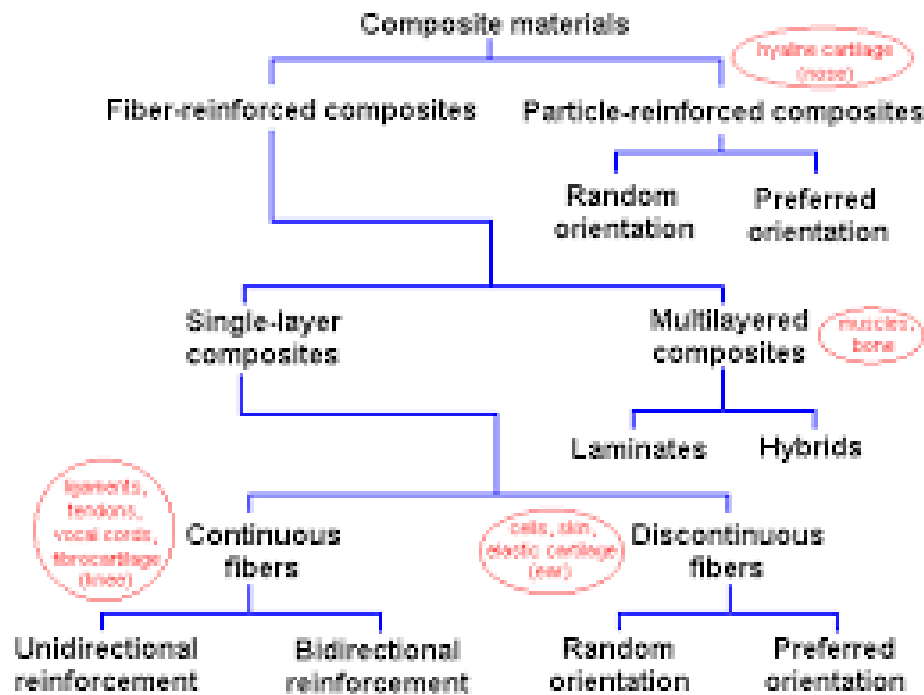 Composite materials
hyaline cartilage
(nose)
Fiber-reinforced composites
Particle-reinforced composites
Random
orientation
Preferred
orientation
Single-layer
composites
Multilayered
composites
muscles,
bone
Laminates
Hybrids
ligaments,
tendons,
vocal cords,
fibrocartilage
(knee)
Continuous
fibers
cells, skin,
elastic cartilage
(ear)
Discontinuous
fibers
Unidirectional
reinforcement
Bidirectional
reinforcement
Random
orientation
Preferred
orientation